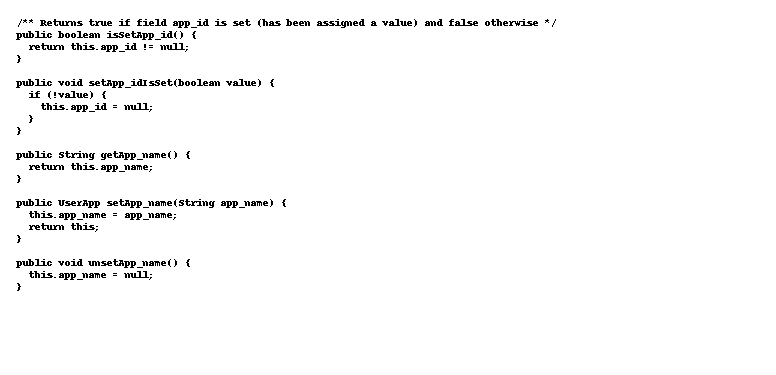 /** Returns true if field app_id is set (has been assigned a value) and false otherwise */
public boolean isSetApp_id() {
  return this.app_id != null;
}

public void setApp_idIsSet(boolean value) {
  if (!value) {
    this.app_id = null;
  }
}

public String getApp_name() {
  return this.app_name;
}

public UserApp setApp_name(String app_name) {
  this.app_name = app_name;
  return this;
}

public void unsetApp_name() {
  this.app_name = null;
}